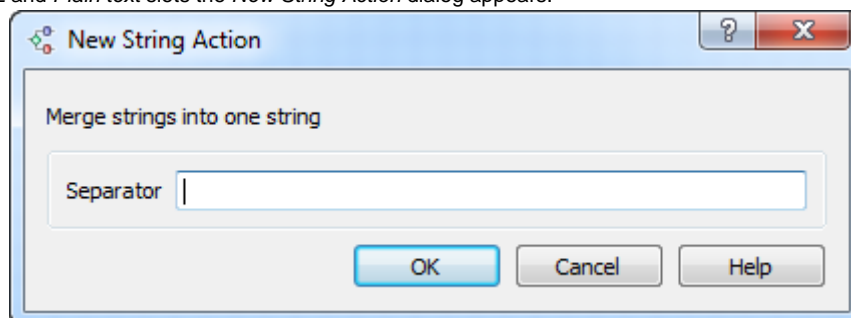 and Plain text slots the New String Action dialog appears:
New String Action
Merge strings into one string
Separator
OK Cancel Help